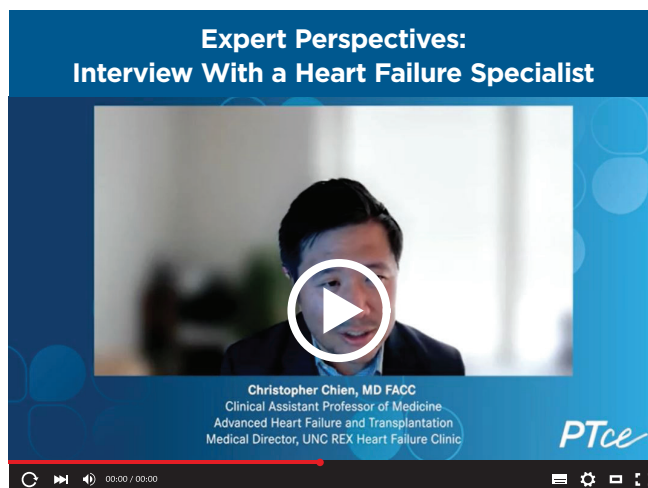 Expert Perspectives:
Interview With a Heart Failure Specialist
Christopher Chien, MD FACC
Clinical Assistant Professor of Medicine
Advanced Heart Failure and Transplantation
Medical Director, UNC REX Heart Failure Clinic
PTce
00:00 / 00:00